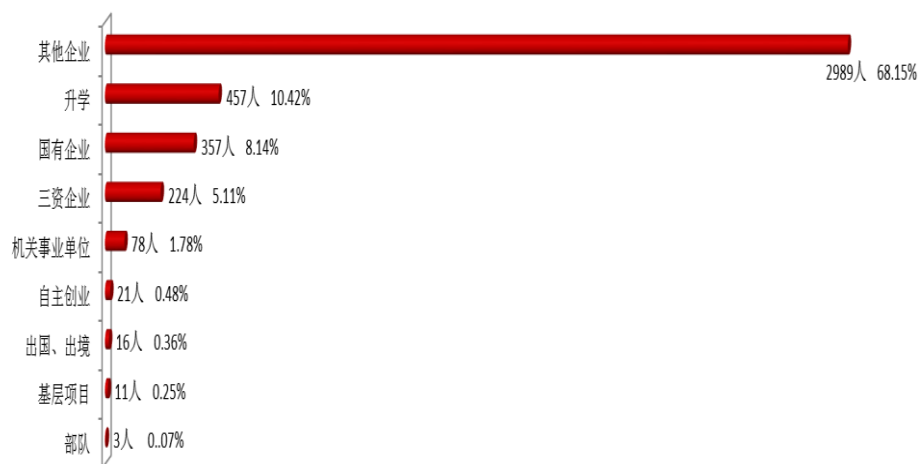 其他企业
2989人 68.15%
升学 457人 10.42%
国有企业 357人 8.14%
三资企业 224人 5.11%
机关事业单位 78人 1.78%
自主创业 21人 0.48%
出国、出境 16人 0.36%
基层项目 11人 0.25%
部队 3人 0..07%